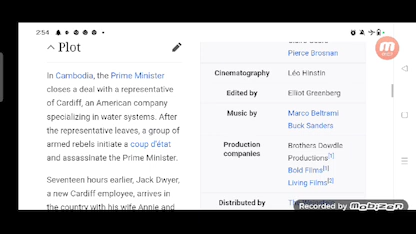 2:54
Plot
In Cambodia, the Prime Minister
closes a deal with a representative
of Cardiff, an American company
specializing in water systems. After
the representative leaves, a group of
armed rebels initiate a coup d'état
and assassinate the Prime Minister.
Seventeen hours earlier, Jack Dwyer,
a new Cardiff employee, arrives in
the country with his wife Annie and
Pierce Brosnan
Cinematography Léo Hinstin
Edited by Elliot Greenberg
Music by Marco Beltrami
Buck Sanders
Production
companies
Brothers Dowdle
Productions[1]
Bold Films[1]
Living Films[2]
Distributed by
Recorded by
mobizen